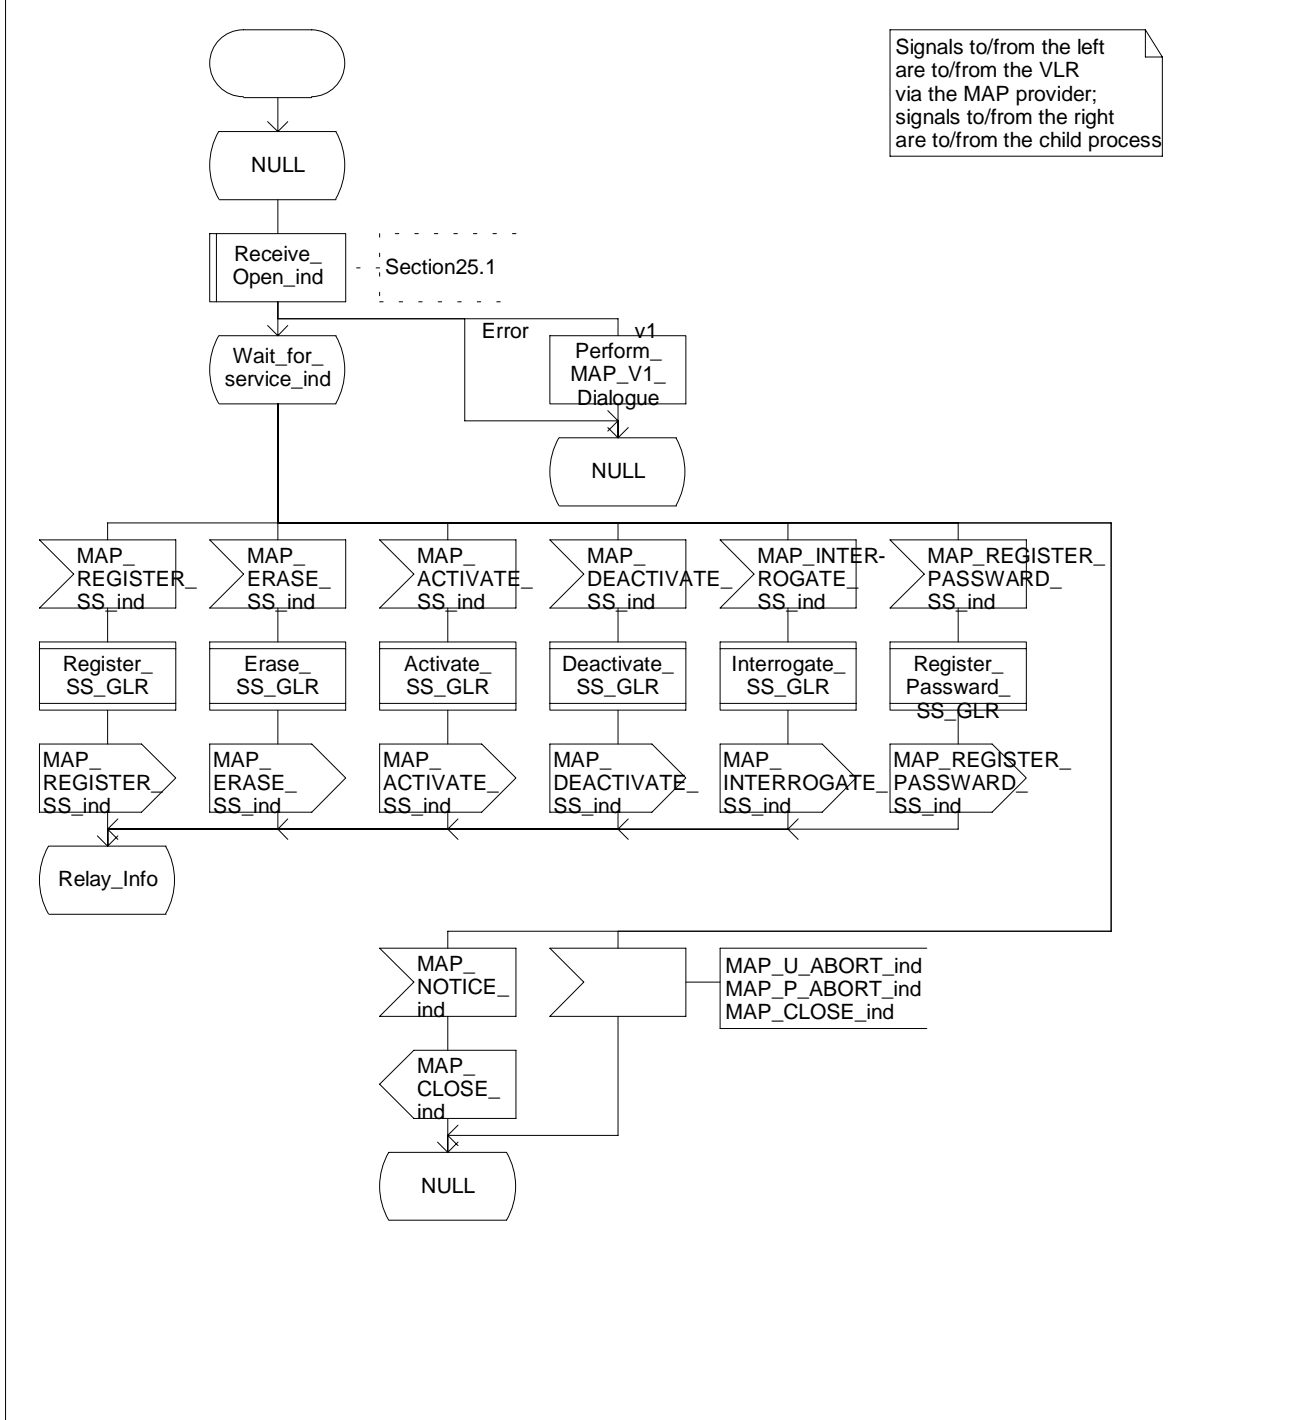 Signals to/from the left
are to/from the VLR
via the MAP provider;
signals to/from the right
are to/from the child process
NULL
Receive_
Open_ind
Section25.1
Error
v1
Wait_for_
service_ind
Perform_
MAP_V1_
Dialogue
NULL
MAP_
REGISTER_
SS_ind
MAP_
ERASE_
SS_ind
MAP_
ACTIVATE_
SS_ind
MAP_
DEACTIVATE_
SS_ind
MAP_INTER-
ROGATE_
SS_ind
MAP_REGISTER_
PASSWARD_
SS_ind
Register_
SS_GLR
Erase_
SS_GLR
Activate_
SS_GLR
Deactivate_
SS_GLR
Interrogate_
SS_GLR
Register_
Passward_
SS_GLR
MAP_
REGISTER_
SS_ind
MAP_
ERASE_
SS_ind
MAP_
ACTIVATE_
SS_ind
MAP_
DEACTIVATE_
SS_ind
MAP_
INTERROGATE_
SS_ind
MAP_REGISTER_
PASSWARD_
SS_ind
Relay_Info
MAP_
NOTICE_
ind
MAP_U_ABORT_ind
MAP_P_ABORT_ind
MAP_CLOSE_ind
MAP_
CLOSE_
ind
NULL